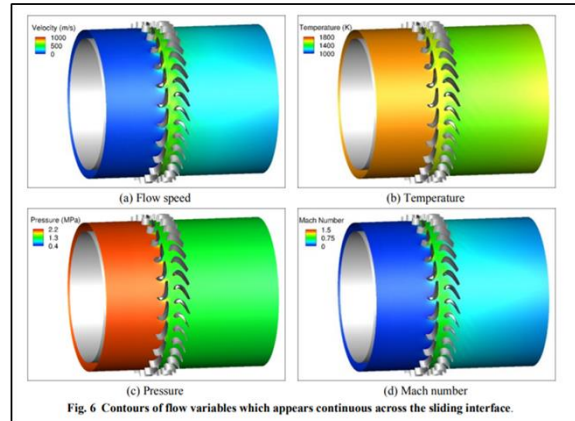 Velocity (m/s)
1000
500
0
Temperature (K)
1800
1400
1000
(a) Flow speed
(b) Temperature
Pressure (MPa)
2.2
1.3
0.4
Mach Number
1.5
0.75
0
(c) Pressure
(d) Mach number
Fig. 6 Contours of flow variables which appears continuous across the sliding interface.